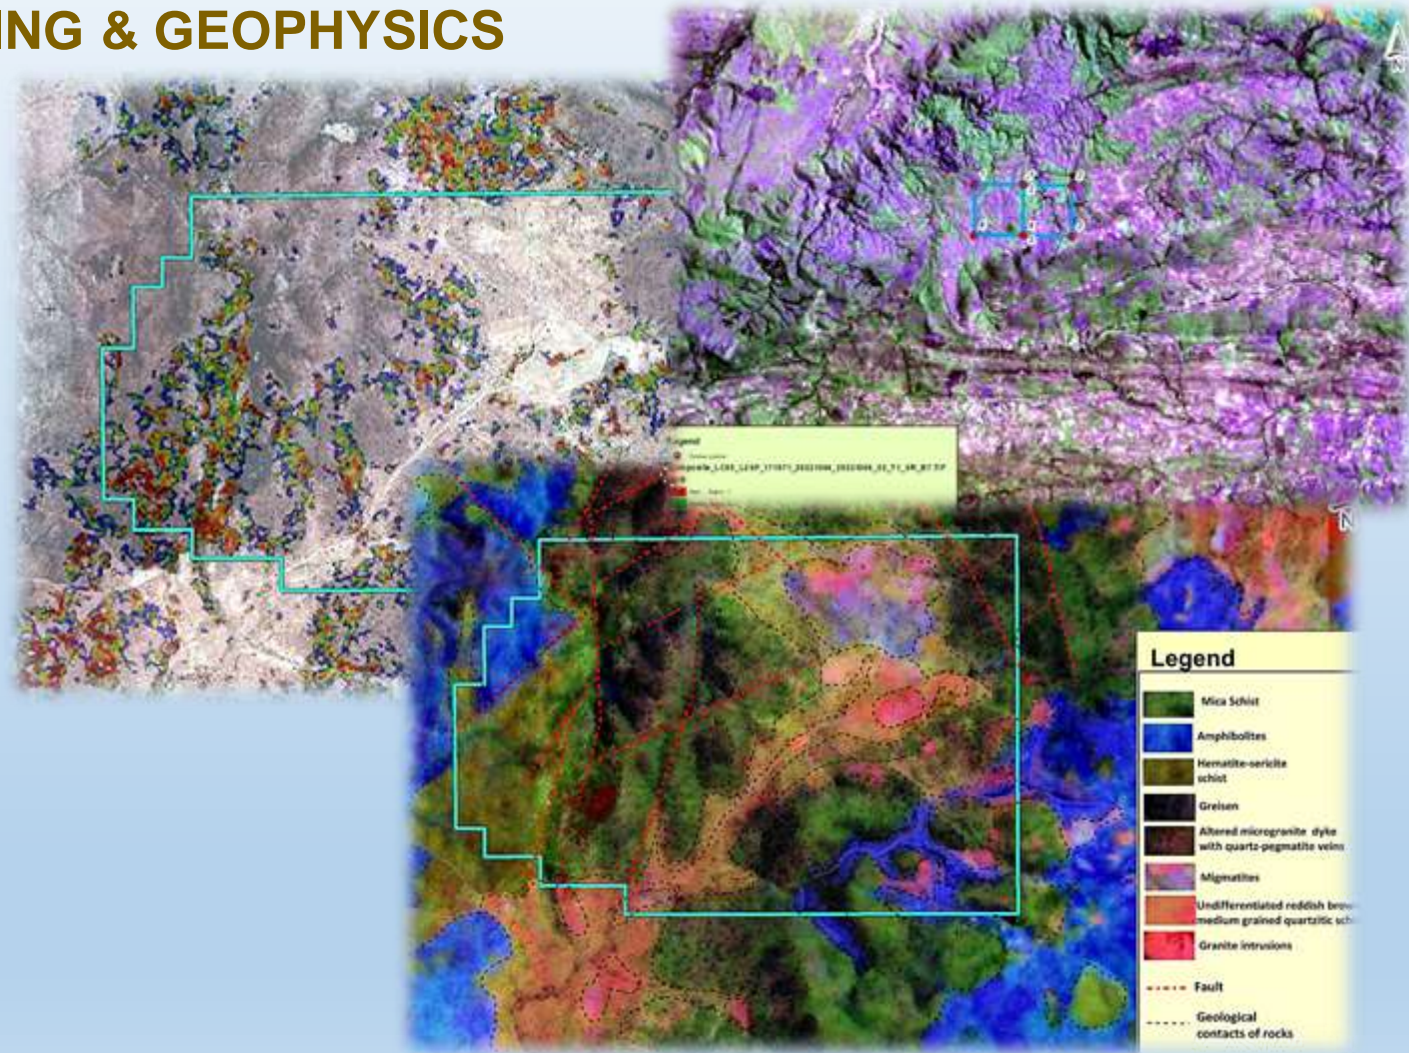 ING & GEOPHYSICS
N
Legend
N
Legend
Mica Schist
Amphibolites
Hematite-sericite
schist
Greisen
Altered microgranite dyke
with quartz-pegmatite veins
Migmatites
Undifferentiated reddish brow
medium grained quartzitic sch
Granite intrusions
Fault
Geological
contacts of rocks